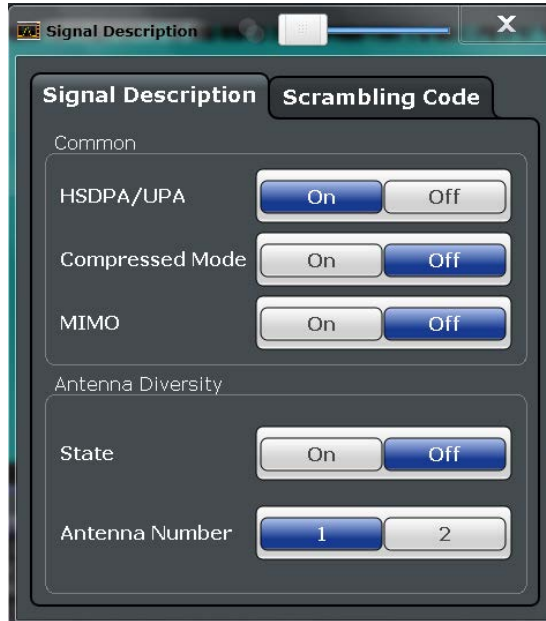 Signal Description
X
Signal Description Scrambling Code
Common
HSDPA/UPA On Off
Compressed Mode On Off
MIMO On Off
Antenna Diversity
State On Off
Antenna Number 1 2